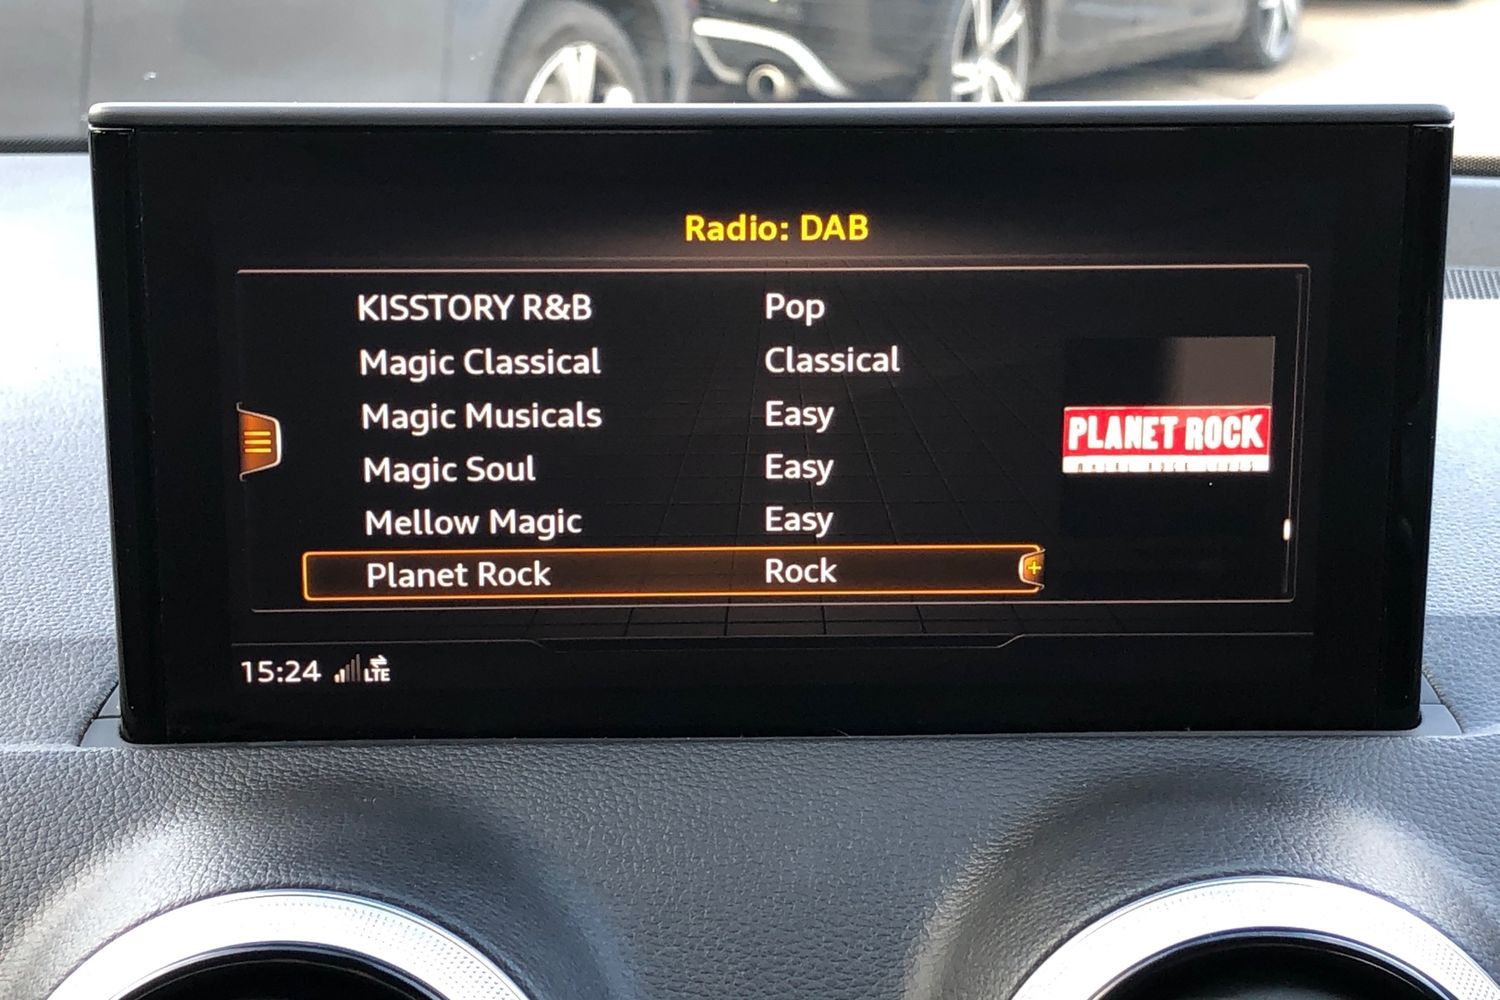 Radio: DAB
KISSTORY R&B Pop
Magic Classical Classical
Magic Musicals Easy
Magic Soul Easy
Mellow Magic Easy
Planet Rock Rock
PLANET ROCK
15:24 LTE